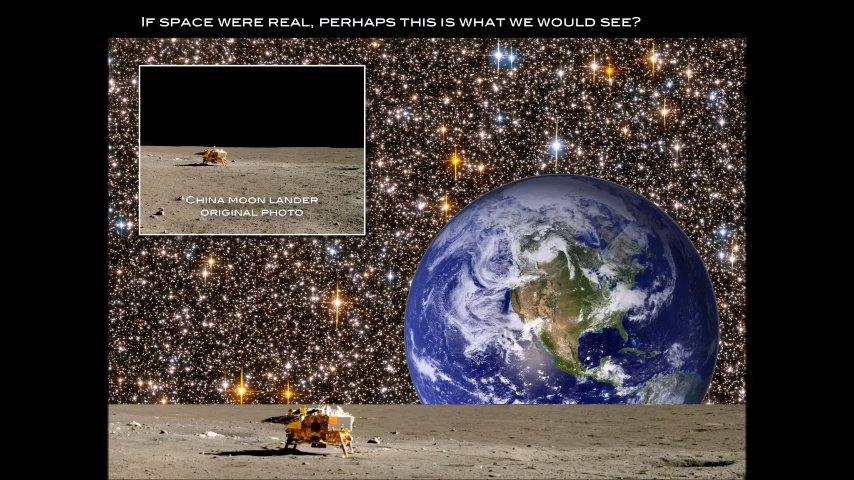 If space were real, perhaps this is what we would see?
*China moon lander
original photo